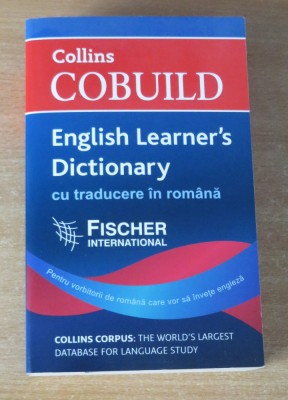 Collins
COBUILD
English Learner's
Dictionary
cu traducere în română
FISCHER
INTERNATIONAL
Pentru vorbitorii de română care vor să învețe engleză
COLLINS CORPUS: THE WORLD'S LARGEST
DATABASE FOR LANGUAGE STUDY